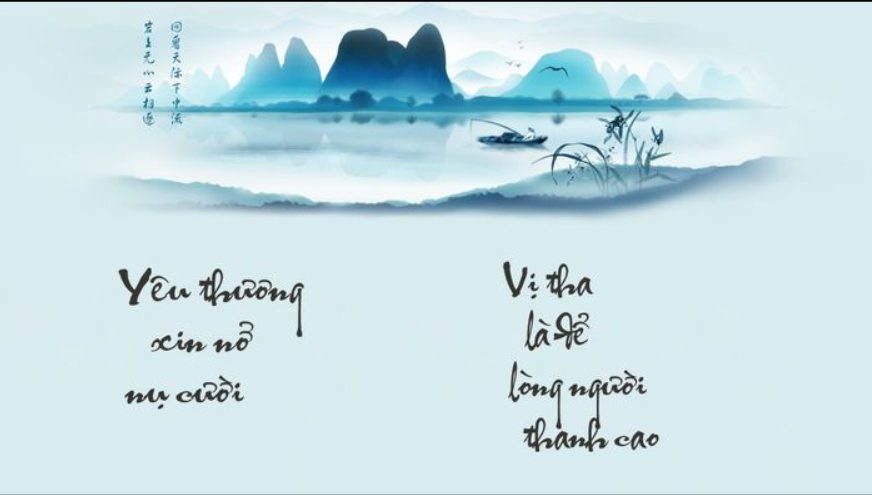 回看天际下中流
岩上无心云相逐
Yêu thương
xin nở
nụ cười
Vị tha
là để
lòng người
thanh cao